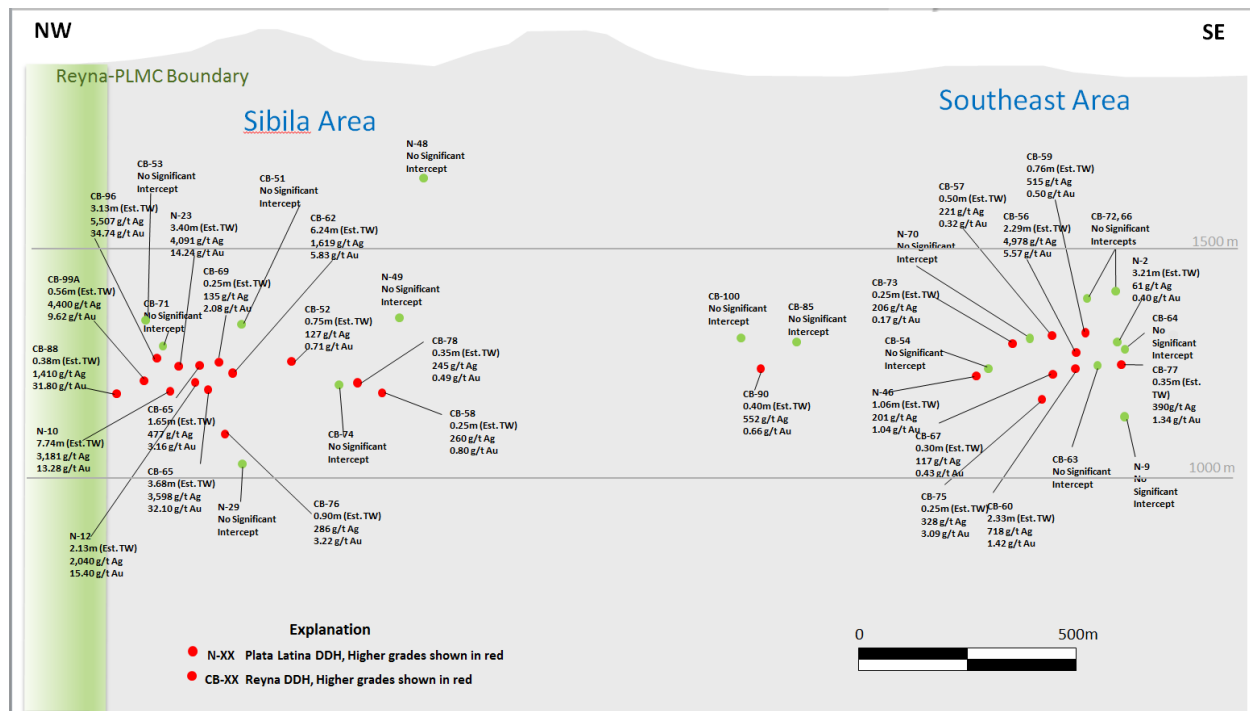 NW
SE
Reyna-PLMC Boundary
Sibila Area
Southeast Area
N-48
No Significant
Intercept
CB-53
No Significant
Intercept
CB-51
No Significant
Intercept
CB-96
3.13m (Est. TW)
5,507 g/t Ag
34.74 g/t Au
N-23
3.40m (Est. TW)
4,091 g/t Ag
14.24 g/t Au
CB-62
6.24m (Est. TW)
1,619 g/t Ag
5.83 g/t Au
CB-69
0.25m (Est. TW)
135 g/t Ag
2.08 g/t Au
CB-99A
0.56m (Est. TW)
4,400 g/t Ag
9.62 g/t Au
CB-71
No Significant
Intercept
N-49
No Significant
Intercept
CB-52
0.75m (Est. TW)
127 g/t Ag
0.71 g/t Au
CB-88
0.38m (Est. TW)
1,410 g/t Ag
31.80 g/t Au
CB-78
0.35m (Est. TW)
245 g/t Ag
0.49 g/t Au
CB-65
1.65m (Est. TW)
477 g/t Ag
3.16 g/t Au
CB-58
0.25m (Est. TW)
260 g/t Ag
0.80 g/t Au
N-10
7.74m (Est. TW)
3,181 g/t Ag
13.28 g/t Au
CB-74
No Significant
Intercept
CB-65
3.68m (Est. TW)
3,598 g/t Ag
32.10 g/t Au
N-29
No Significant
Intercept
CB-76
0.90m (Est. TW)
286 g/t Ag
3.22 g/t Au
N-12
2.13m (Est. TW)
2,040 g/t Ag
15.40 g/t Au
CB-100
No Significant
Intercept
CB-85
No Significant
Intercept
CB-90
0.40m (Est. TW)
552 g/t Ag
0.66 g/t Au
CB-59
0.76m (Est. TW)
515 g/t Ag
0.50 g/t Au
CB-57
0.50m (Est. TW)
221 g/t Ag
0.32 g/t Au
CB-56
2.29m (Est. TW)
4,978 g/t Ag
5.57 g/t Au
CB-72, 66
No Significant
Intercepts
N-70
No Significant
Intercept
1500 m
N-2
3.21m (Est. TW)
61 g/t Ag
0.40 g/t Au
CB-73
0.25m (Est. TW)
206 g/t Ag
0.17 g/t Au
CB-64
No
Significant
Intercept
CB-54
No Significant
Intercept
CB-77
0.35m (Est.
TW)
390g/t Ag
1.34 g/t Au
N-46
1.06m (Est. TW)
201 g/t Ag
1.04 g/t Au
CB-67
0.30m (Est. TW)
117 g/t Ag
0.43 g/t Au
CB-63
No Significant
Intercept
N-9
No
Significant
Intercept
1000 m
CB-75
0.25m (Est. TW)
328 g/t Ag
3.09 g/t Au
CB-60
2.33m (Est. TW)
718 g/t Ag
1.42 g/t Au
Explanation
N-XX Plata Latina DDH, Higher grades shown in red
CB-XX Reyna DDH, Higher grades shown in red
0
500m